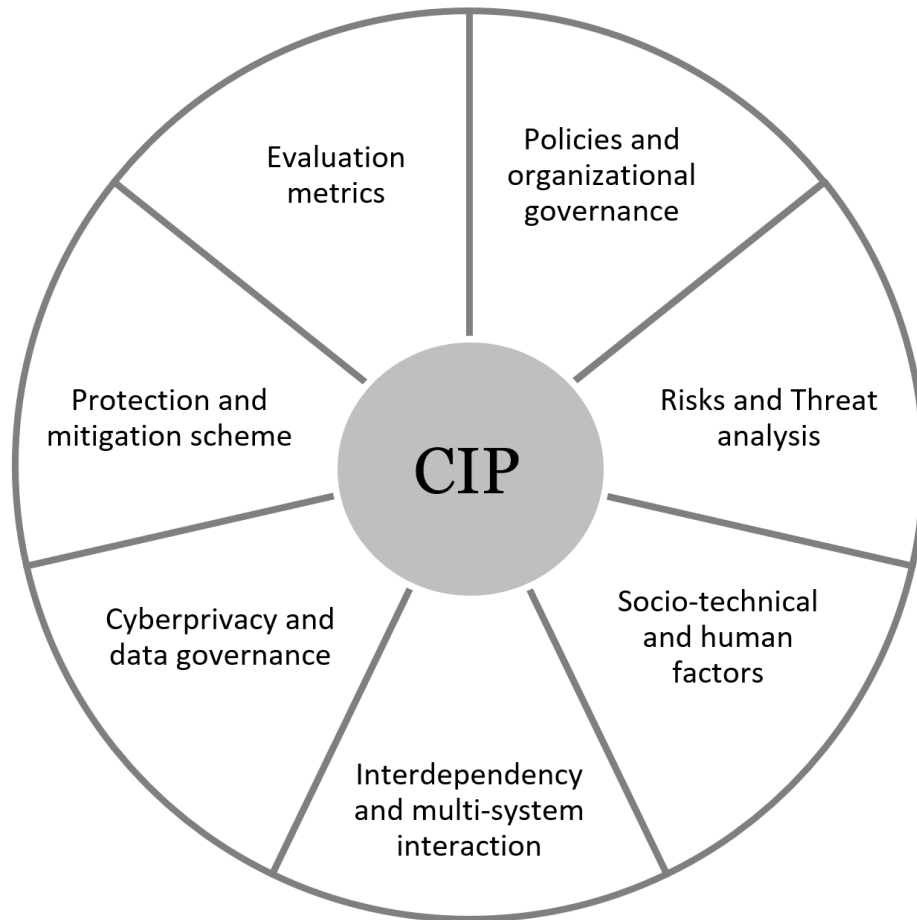 Evaluation
metrics
Policies and
organizational
governance
Protection and
mitigation scheme
CIP
Risks and Threat
analysis
Cyberprivacy and
data governance
Socio-technical
and human
factors
Interdependency
and multi-system
interaction